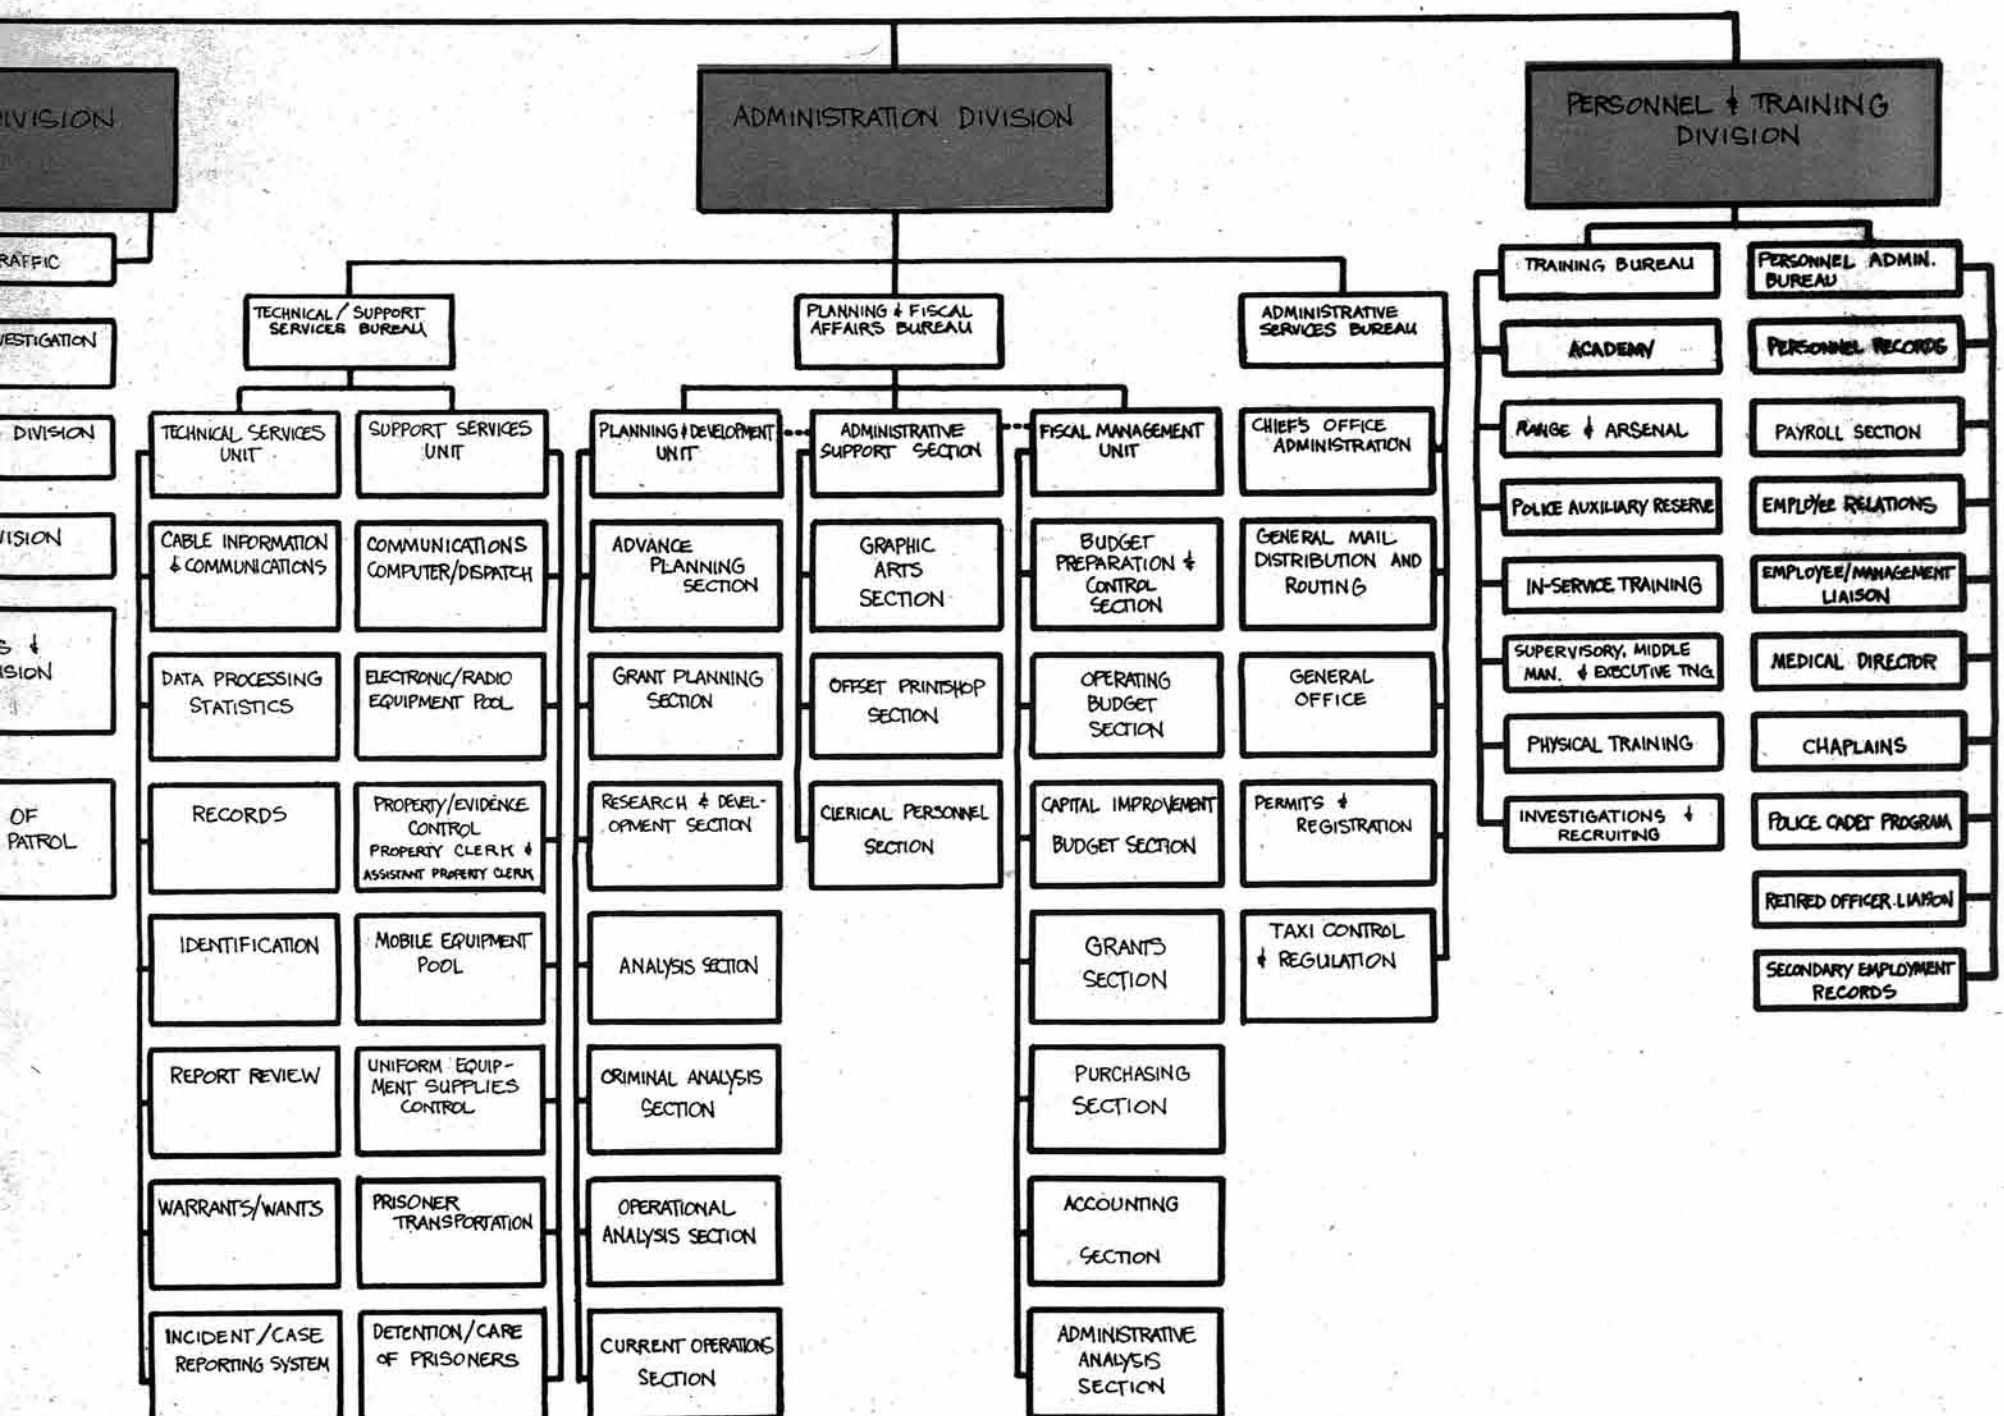 DIVISION
TRAFFIC
INVESTIGATION
DIVISION
DIVISION
&
DIVISION
OF
PATROL
ADMINISTRATION DIVISION
TECHNICAL/SUPPORT
SERVICES BUREAU
TECHNICAL SERVICES
UNIT
CABLE INFORMATION
& COMMUNICATIONS
DATA PROCESSING
STATISTICS
RECORDS
IDENTIFICATION
REPORT REVIEW
WARRANTS/WANTS
INCIDENT/CASE
REPORTING SYSTEM
SUPPORT SERVICES
UNIT
COMMUNICATIONS
COMPUTER/DISPATCH
ELECTRONIC/RADIO
EQUIPMENT POOL
PROPERTY/EVIDENCE
CONTROL
PROPERTY CLERK &
ASSISTANT PROPERTY CLERK
MOBILE EQUIPMENT
POOL
UNIFORM EQUIP-
MENT SUPPLIES
CONTROL
PRISONER
TRANSPORTATION
DETENTION/CARE
OF PRISONERS
PLANNING & FISCAL
AFFAIRS BUREAU
PLANNING & DEVELOPMENT
UNIT
ADVANCE
PLANNING
SECTION
GRANT PLANNING
SECTION
RESEARCH & DEVEL-
OPMENT SECTION
ANALYSIS SECTION
CRIMINAL ANALYSIS
SECTION
OPERATIONAL
ANALYSIS SECTION
CURRENT OPERATIONS
SECTION
ADMINISTRATIVE
SUPPORT SECTION
GRAPHIC
ARTS
SECTION
OFFSET PRINTSHOP
SECTION
CLERICAL PERSONNEL
SECTION
FISCAL MANAGEMENT
UNIT
BUDGET
PREPARATION &
CONTROL
SECTION
OPERATING
BUDGET
SECTION
CAPITAL IMPROVEMENT
BUDGET SECTION
GRANTS
SECTION
PURCHASING
SECTION
ACCOUNTING
SECTION
ADMINISTRATIVE
ANALYSIS
SECTION
ADMINISTRATIVE
SERVICES BUREAU
CHIEF'S OFFICE
ADMINISTRATION
GENERAL MAIL
DISTRIBUTION AND
ROUTING
GENERAL
OFFICE
PERMITS &
REGISTRATION
TAXI CONTROL
& REGULATION
PERSONNEL & TRAINING
DIVISION
TRAINING BUREAU
ACADEMY
RANGE & ARSENAL
POLICE AUXILIARY RESERVE
IN-SERVICE TRAINING
SUPERVISORY, MIDDLE
MAN. & EXECUTIVE TNG
PHYSICAL TRAINING
INVESTIGATIONS &
RECRUITING
PERSONNEL ADMIN.
BUREAU
PERSONNEL RECORDS
PAYROLL SECTION
EMPLOYEE RELATIONS
EMPLOYEE/MANAGEMENT
LIAISON
MEDICAL DIRECTOR
CHAPLAINS
POLICE CADET PROGRAM
RETIRED OFFICER LIAISON
SECONDARY EMPLOYMENT
RECORDS